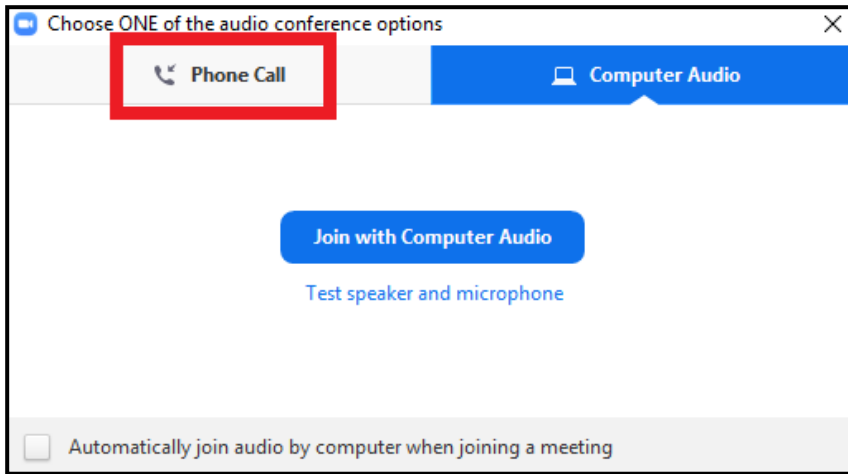 Choose ONE of the audio conference options
Phone Call
Computer Audio
Join with Computer Audio
Test speaker and microphone
Automatically join audio by computer when joining a meeting